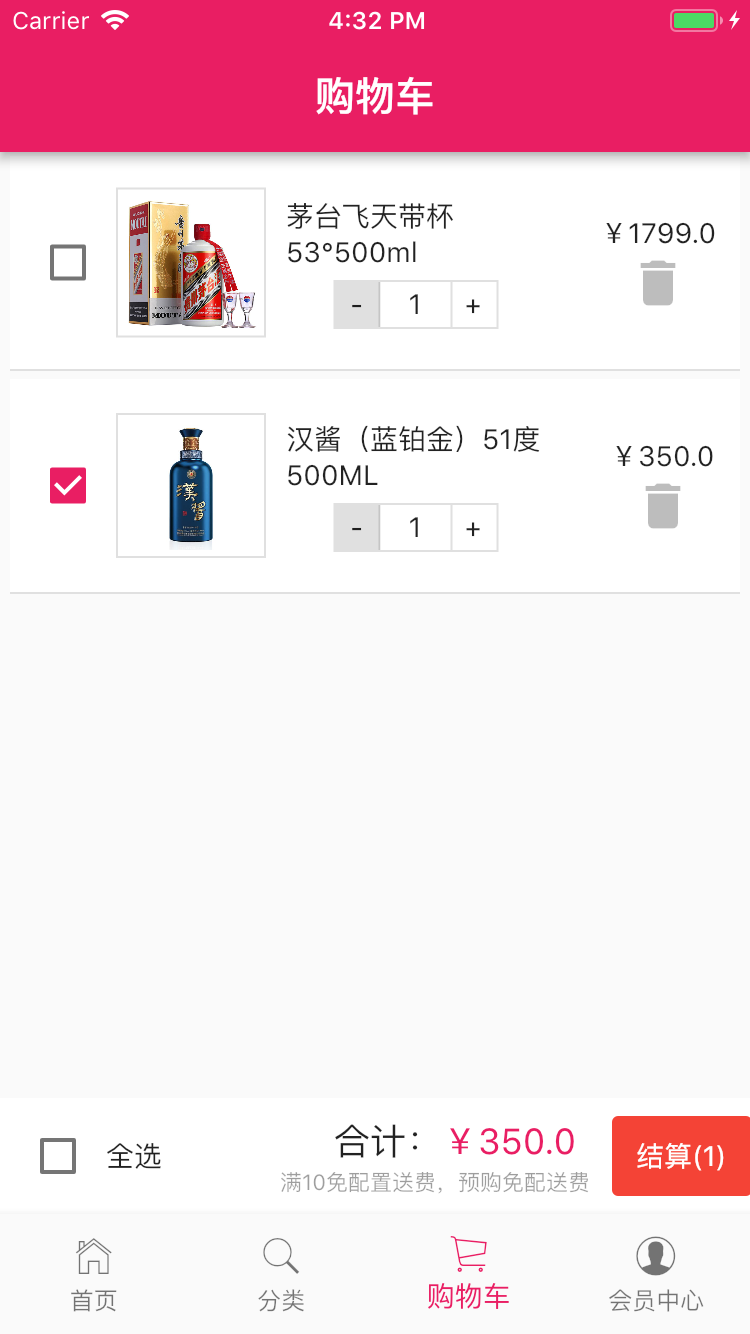 Carrier 4:32 PM
购物车
茅台飞天带杯
53°500ml
￥1799.0
- 1 +
MOUTAI
汉酱（蓝铂金）51度
500ML
￥350.0
漢醬
- 1 +
全选
合计：￥350.0
满10免配置送费，预购免配送费
结算(1)
首页 分类 购物车 会员中心